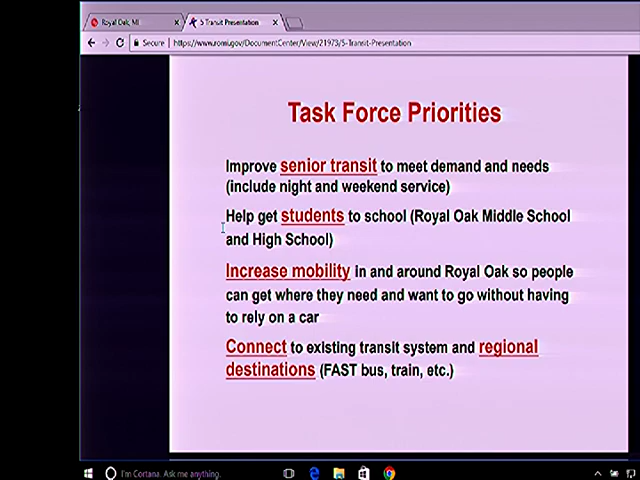 Royal Oak, MI
5 Transit Presentation
Secure
https://www.romi.gov/DocumentCenter/View/21973/5-Transit-Presentation
Task Force Priorities
Improve senior transit to meet demand and needs
(include night and weekend service)
Help get students to school (Royal Oak Middle School
and High School)
Increase mobility in and around Royal Oak so people
can get where they need and want to go without having
to rely on a car
Connect to existing transit system and regional
destinations (FAST bus, train, etc.)
I'm Cortana. Ask me anything.